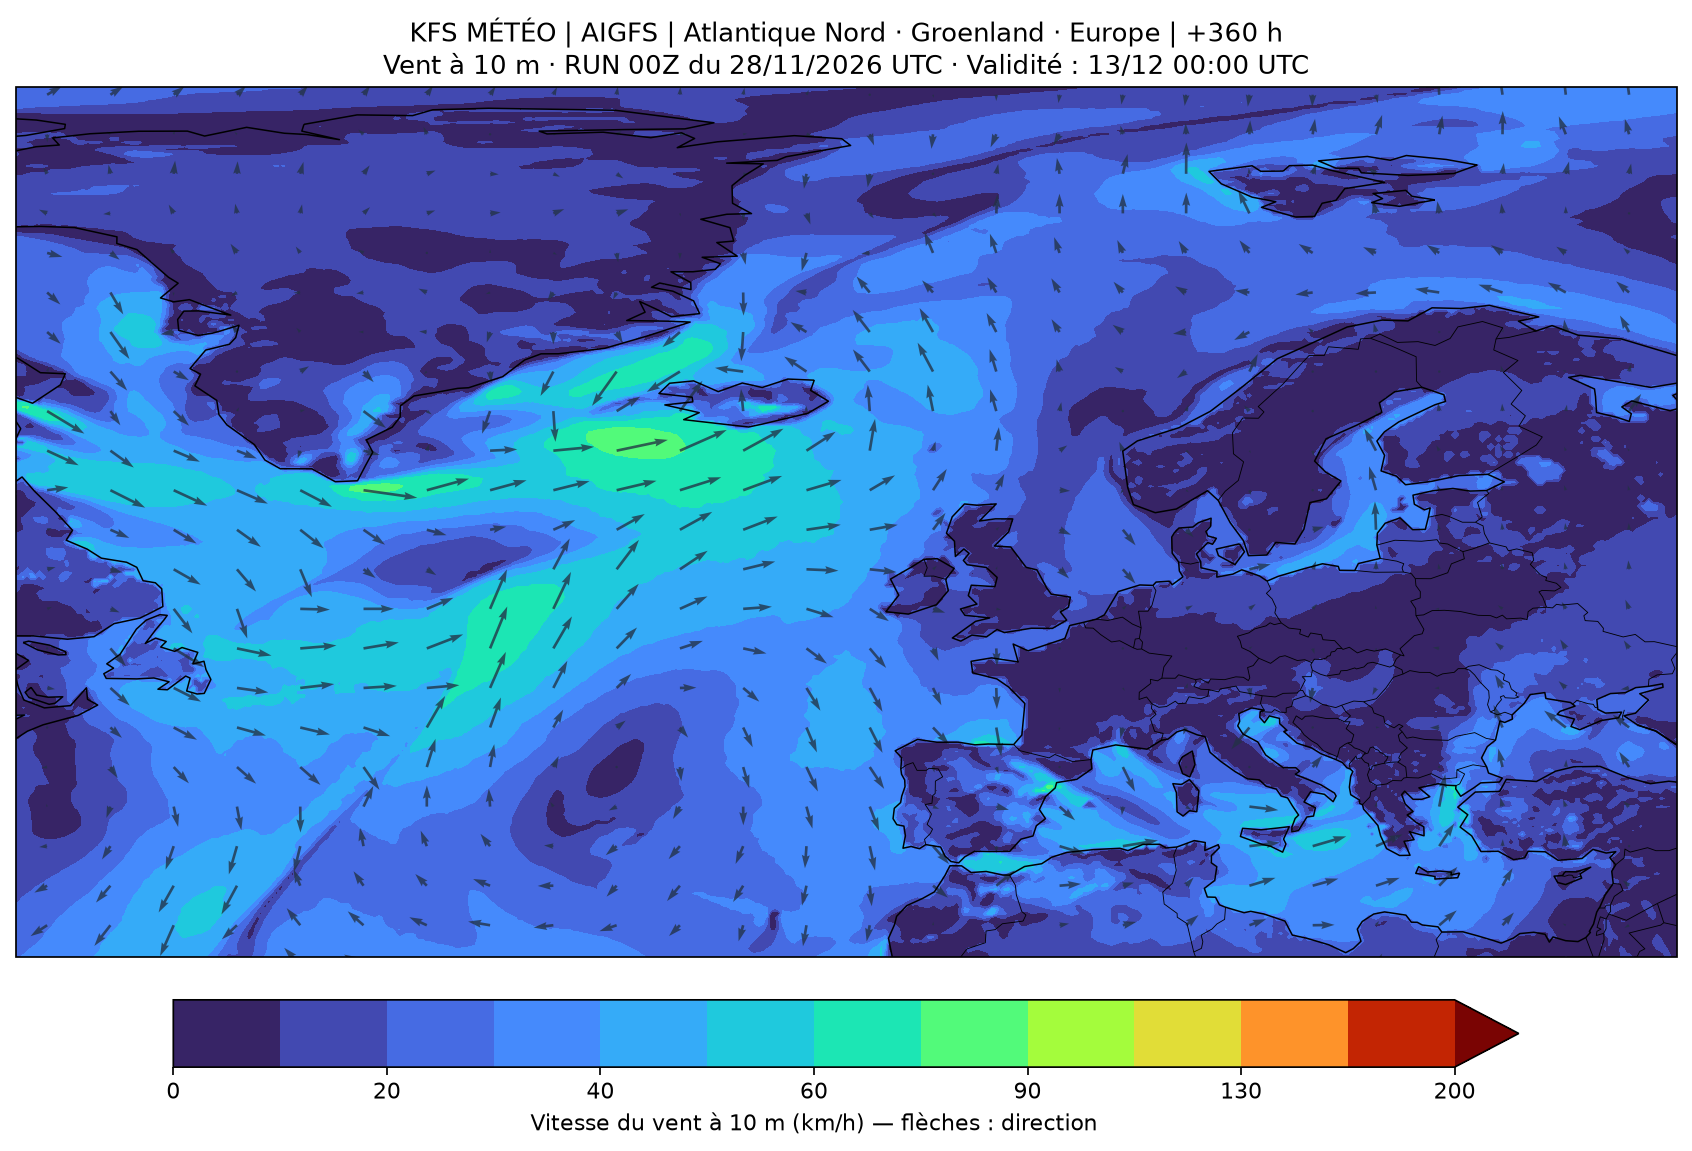 KFS MÉTÉO | AIGFS | Atlantique Nord · Groenland · Europe | +360 h
Vent à 10 m · RUN 00Z du 28/11/2026 UTC · Validité : 13/12 00:00 UTC
0 20 40 60 90 130 200
Vitesse du vent à 10 m (km/h) — flèches : direction